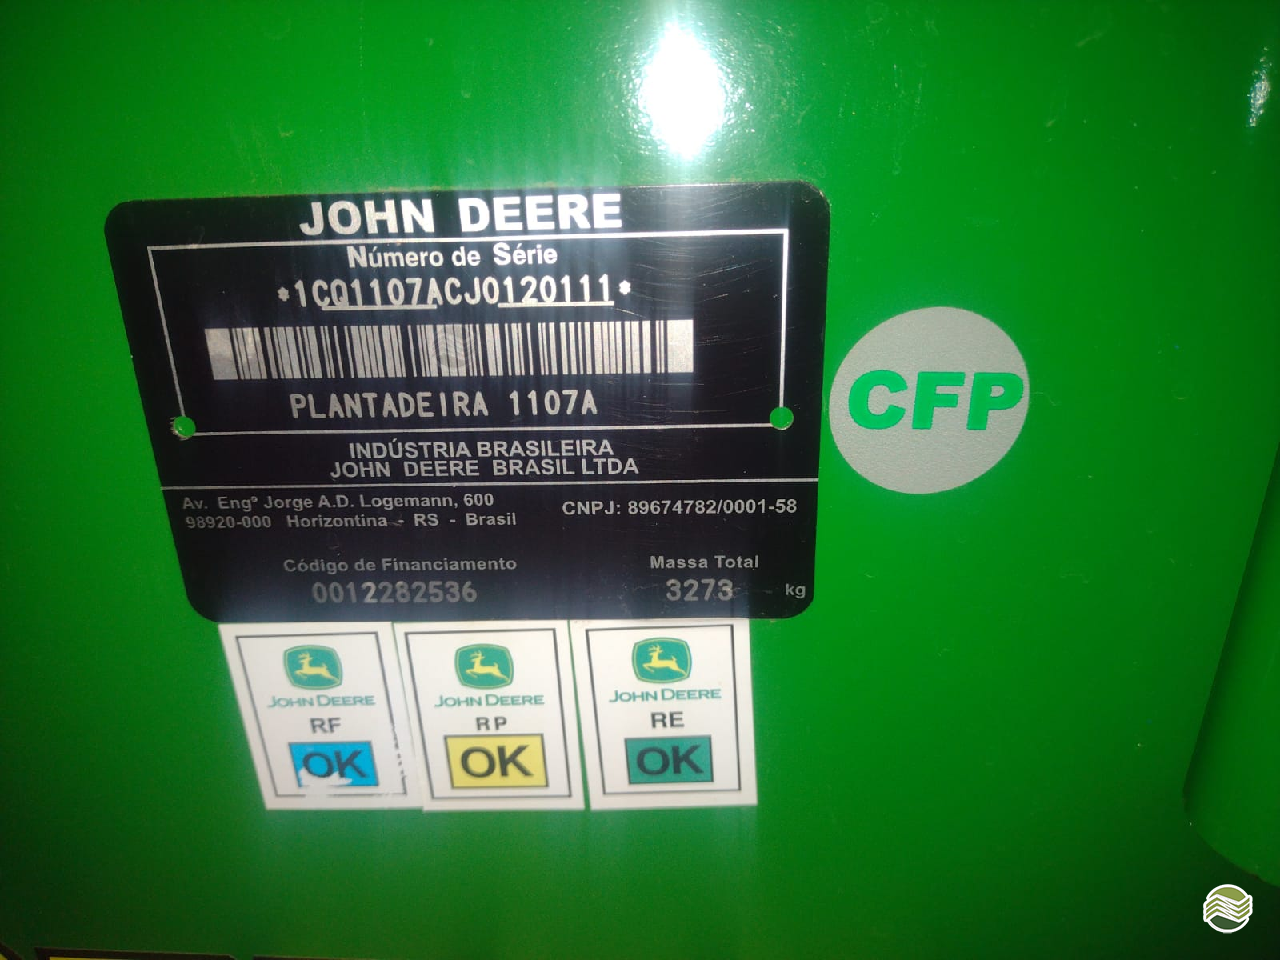 JOHN DEERE
Número de Série
*1CQ1107ACJ0120111*
PLANTADEIRA 1107A
INDÚSTRIA BRASILEIRA
JOHN DEERE BRASIL LTDA
Av. Engº Jorge A.D. Logemann, 600
98920-000 Horizontina - RS - Brasil
CNPJ: 89674782/0001-58
Código de Financiamento
0012282536
Massa Total
3273 kg
CFP
JOHN DEERE
RF
OK
JOHN DEERE
RP
OK
JOHN DEERE
RE
OK